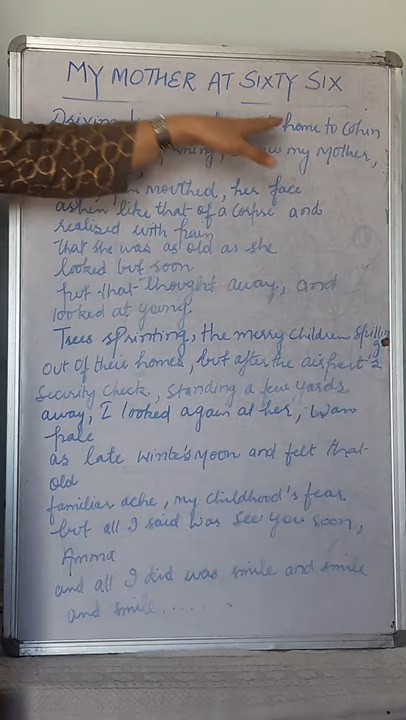 MY MOTHER AT SIXTY SIX
Driving home to Cohin
my Mother,
mouthed, her face
ashen like that of a corpse and
realised with pain
that she was as old as she
looked but soon
put that thought away, and
looked at young.
Trees sprinting, the merry children spilling
out of their homes, but after the airport's
security check, standing a few yards
away, I looked again at her, wan
pale
as late winte's moon and felt that
old
familiar ache, my childhood's fear.
but all I said was see you soon,
Amma
and all I did was smile and smile
and smile......